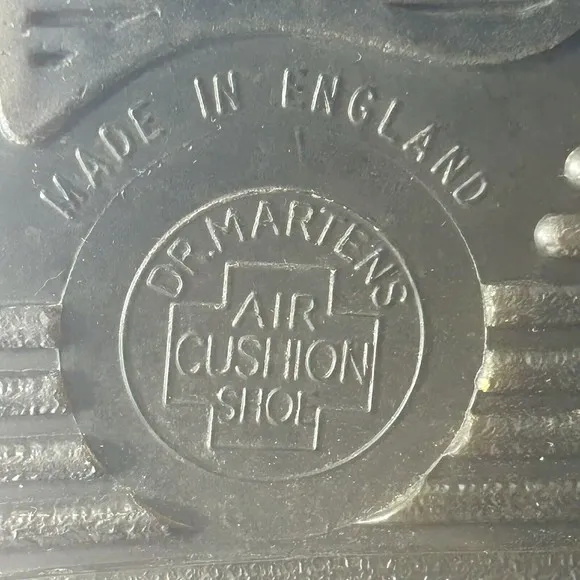 MADE IN ENGLAND
DR. MARTENS
AIR
CUSHION
SHOE